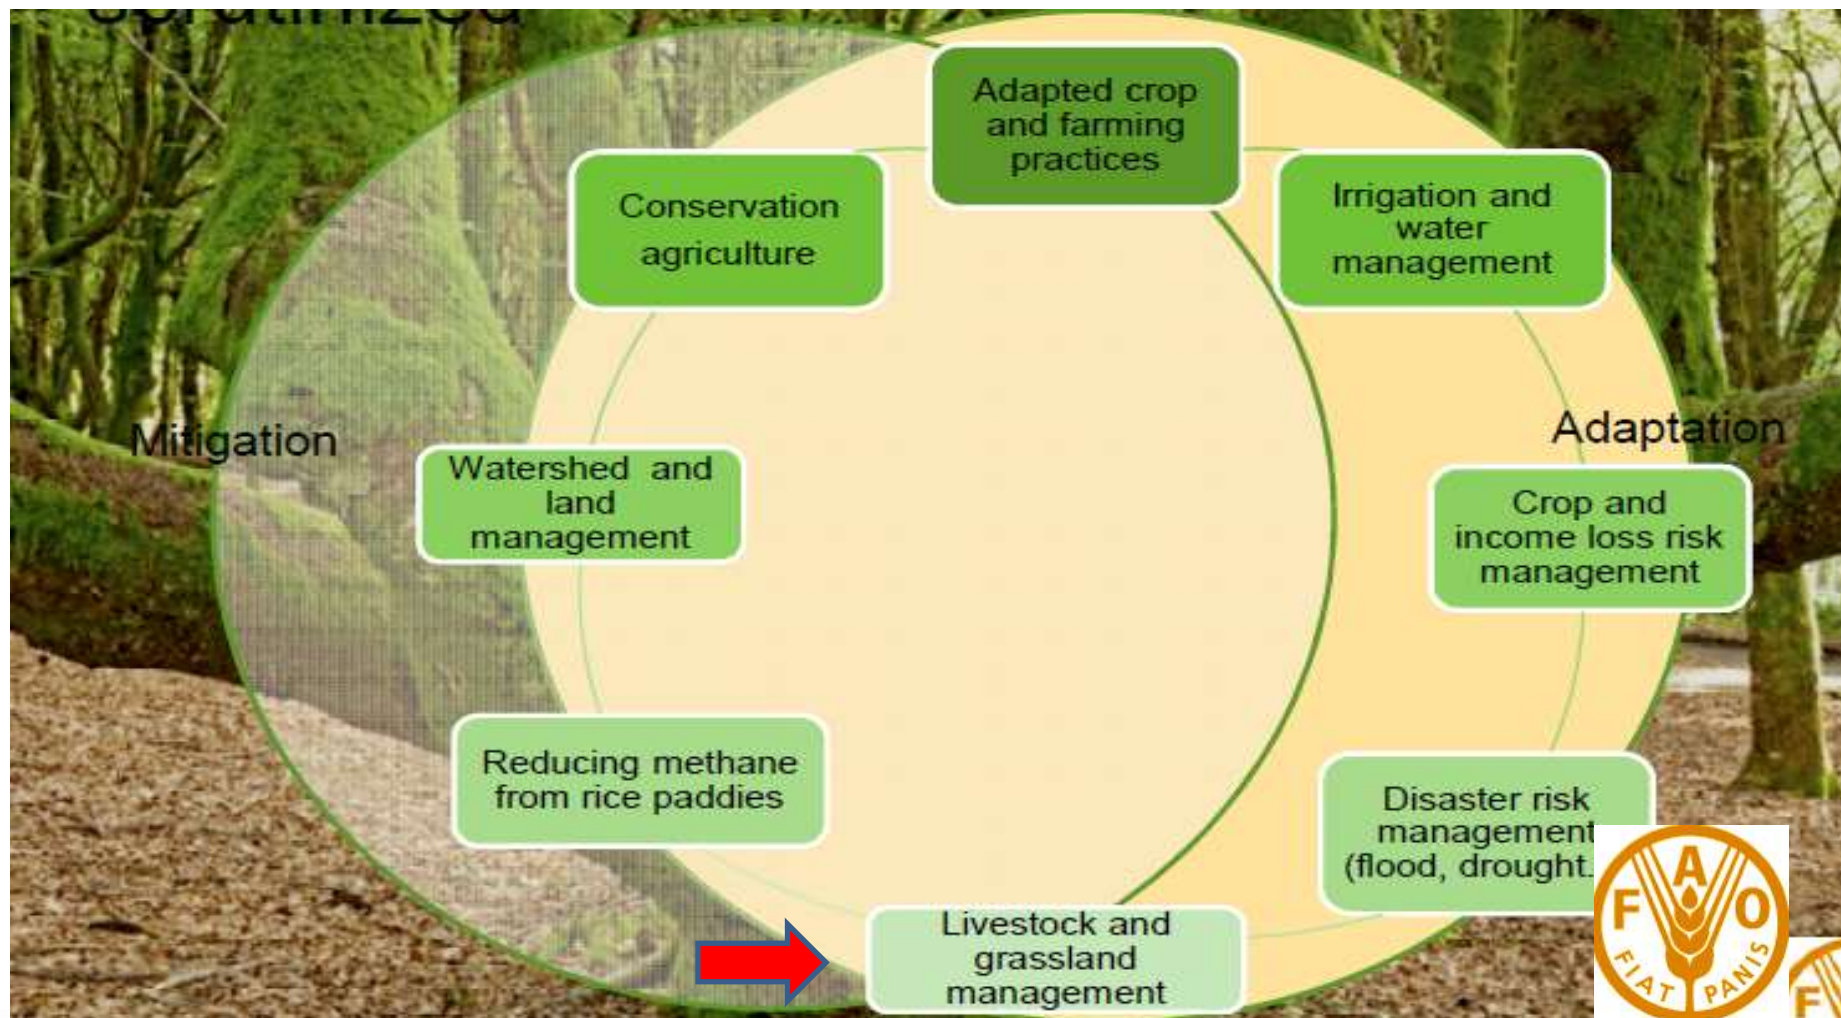 scrutinized
Adapted crop
and farming
practices
Conservation
agriculture
Irrigation and
water
management
Mitigation
Adaptation
Watershed and
land
management
Crop and
income loss risk
management
Reducing methane
from rice paddies
Disaster risk
management
(flood, drought.
Livestock and
grassland
management
F A O
FIAT PANIS
F